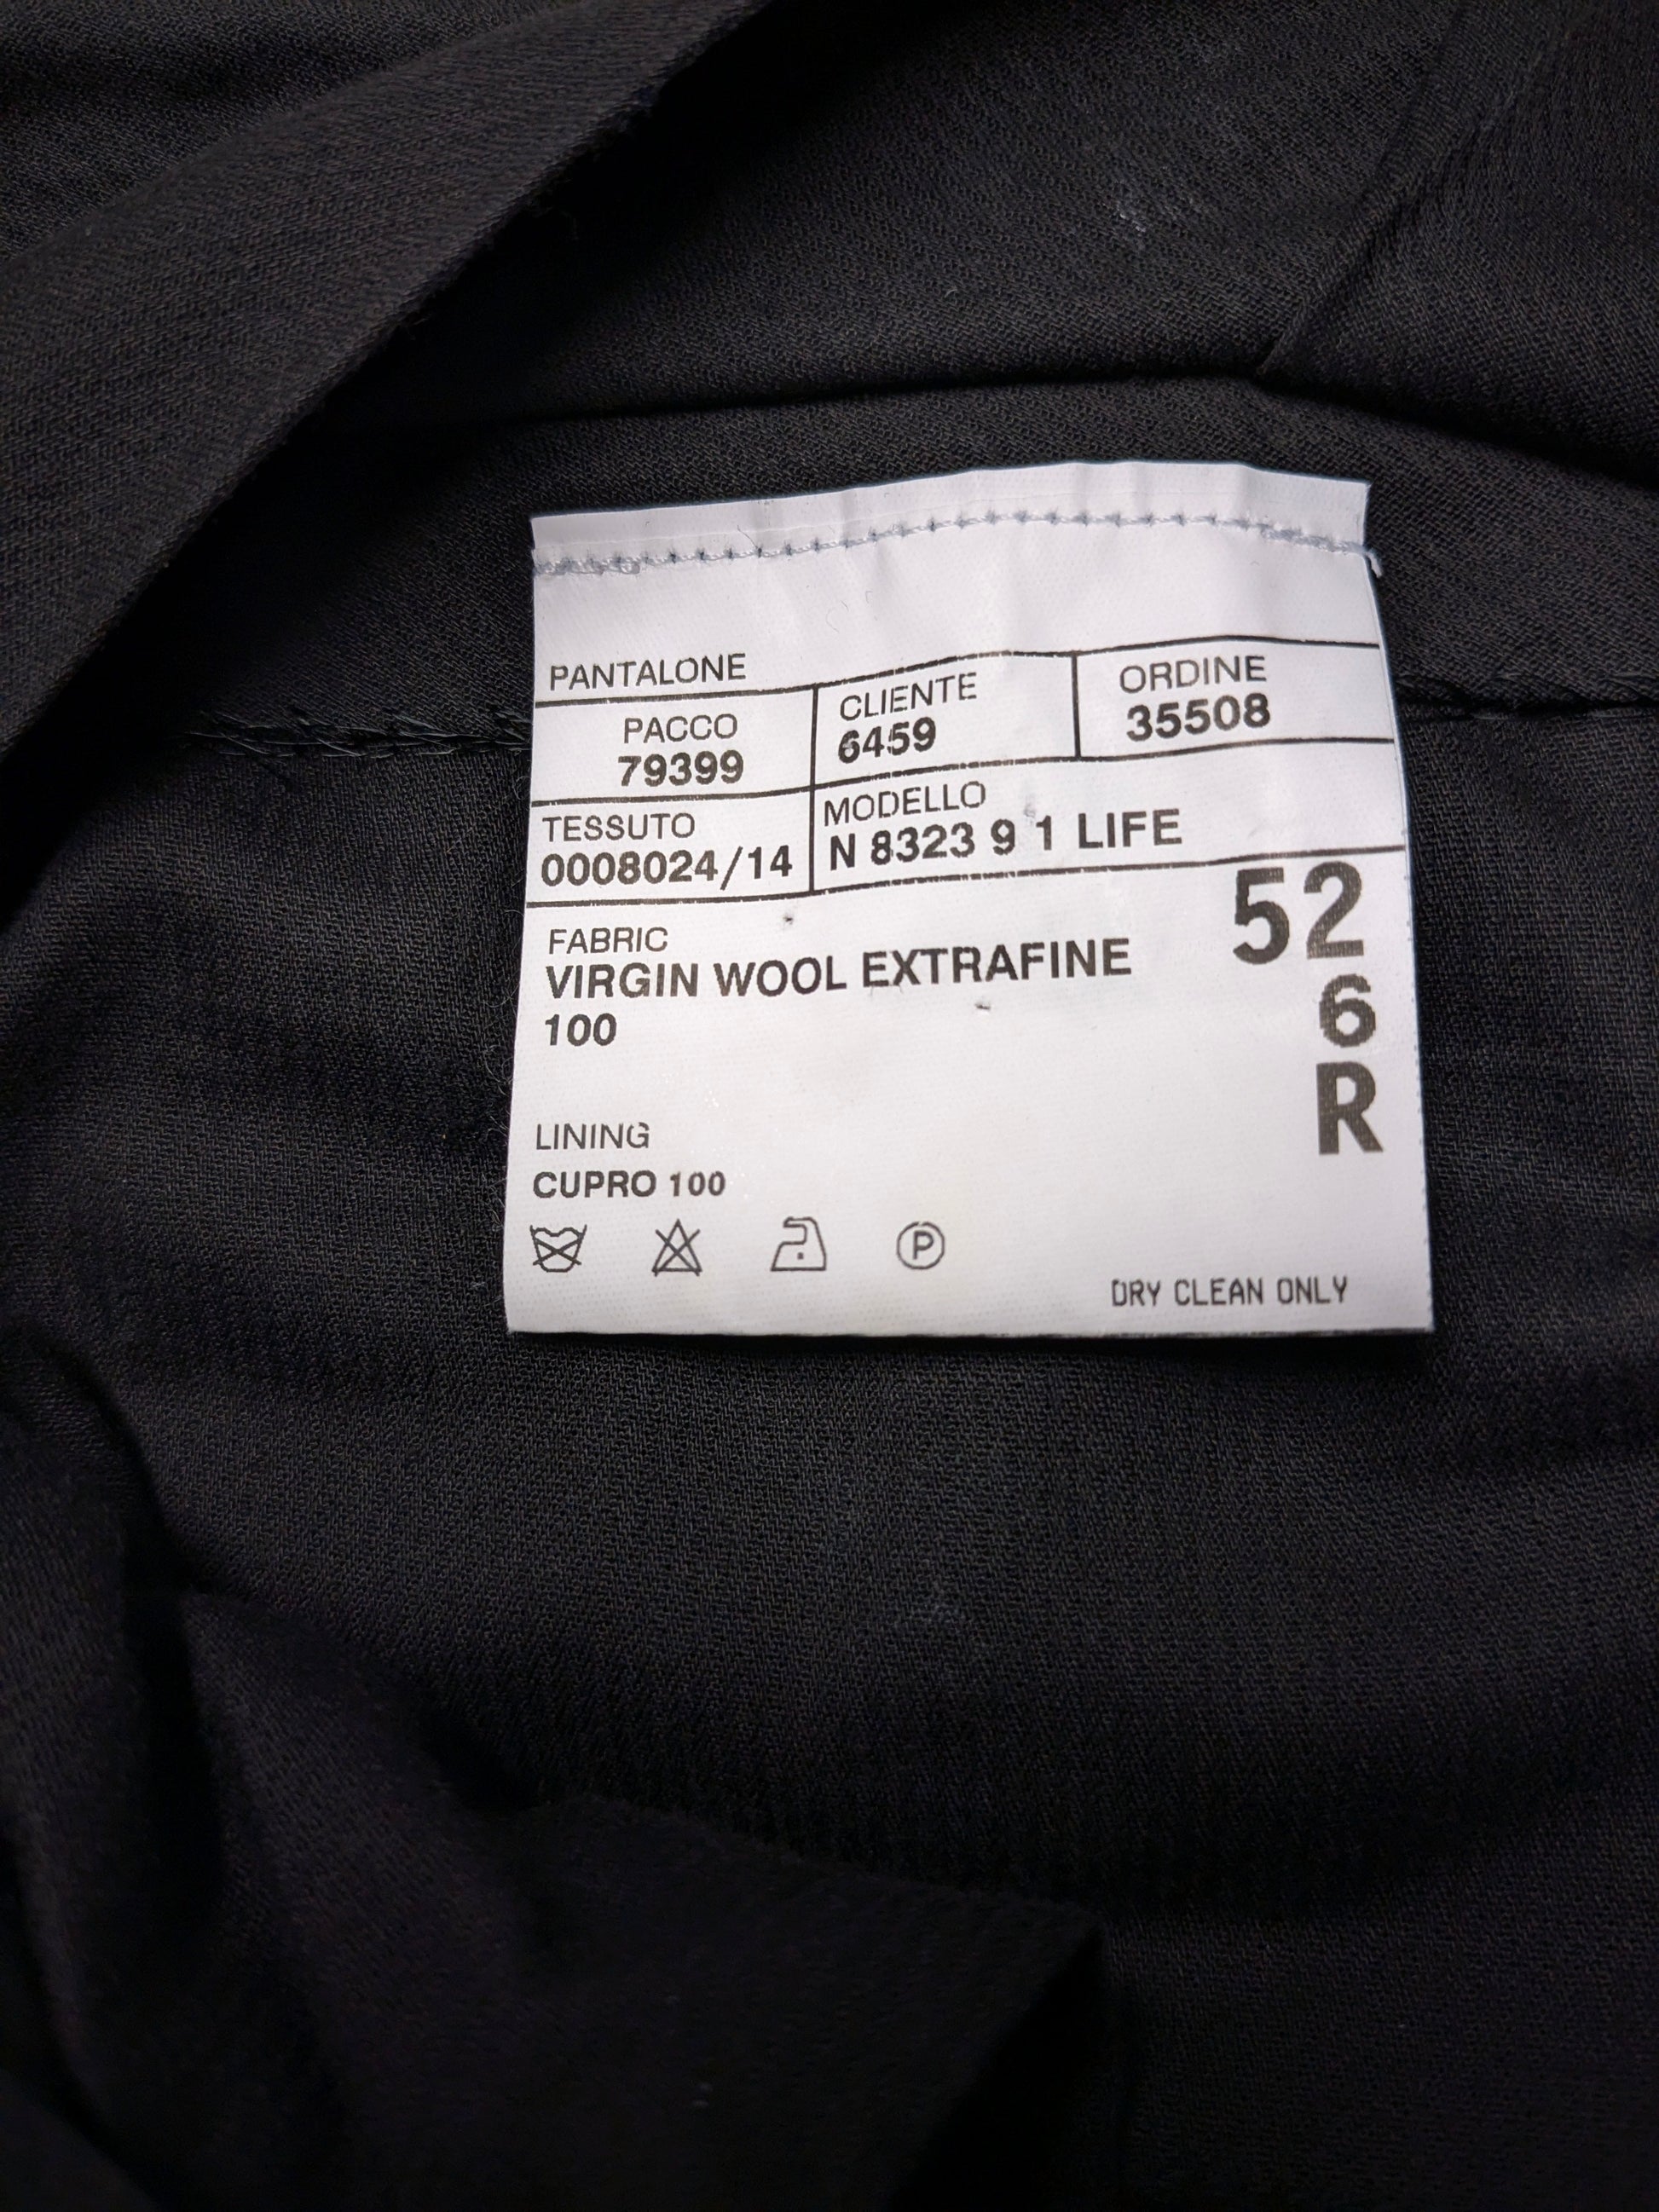 PANTALONE
PACCO
79399
CLIENTE
6459
ORDINE
35508
TESSUTO
0008024/14
MODELLO
N 8323 9 1 LIFE
52
6
R
FABRIC
VIRGIN WOOL EXTRAFINE
100
LINING
CUPRO 100
P
DRY CLEAN ONLY